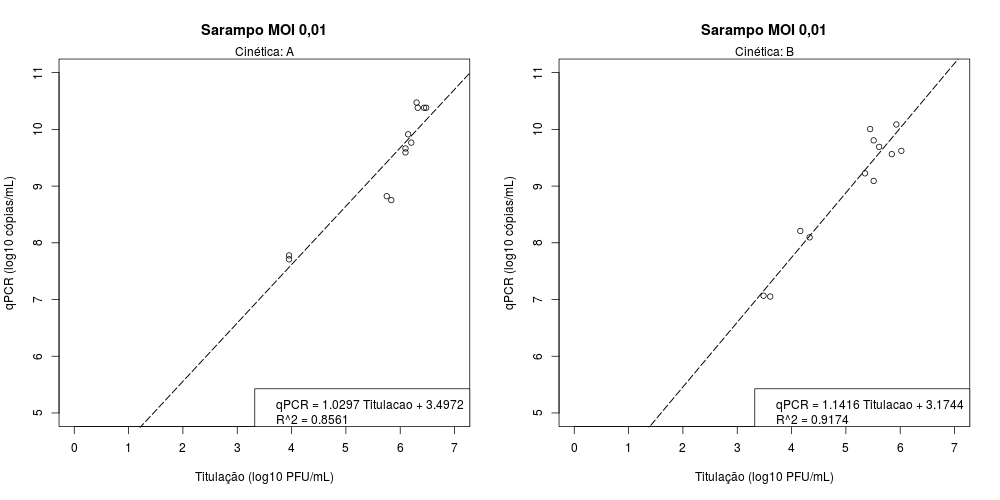 Sarampo MOI 0,01
Cinética: A
qPCR (log10 cópias/mL)
11
10
9
8
7
6
5
qPCR = 1.0297 Titulacao + 3.4972
R^2 = 0.8561
0 1 2 3 4 5 6 7
Titulação (log10 PFU/mL)
Sarampo MOI 0,01
Cinética: B
qPCR (log10 cópias/mL)
11
10
9
8
7
6
5
qPCR = 1.1416 Titulacao + 3.1744
R^2 = 0.9174
0 1 2 3 4 5 6 7
Titulação (log10 PFU/mL)